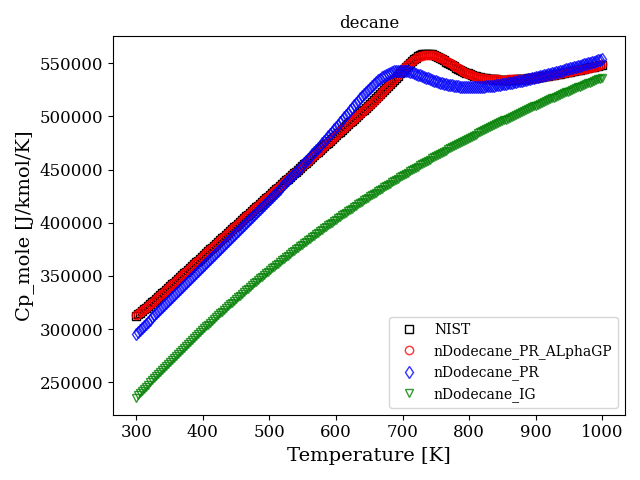 decane
Cp_mole [J/kmol/K]
550000
500000
450000
400000
350000
300000
250000
NIST
nDodecane_PR_ALphaGP
nDodecane_PR
nDodecane_IG
300 400 500 600 700 800 900 1000
Temperature [K]